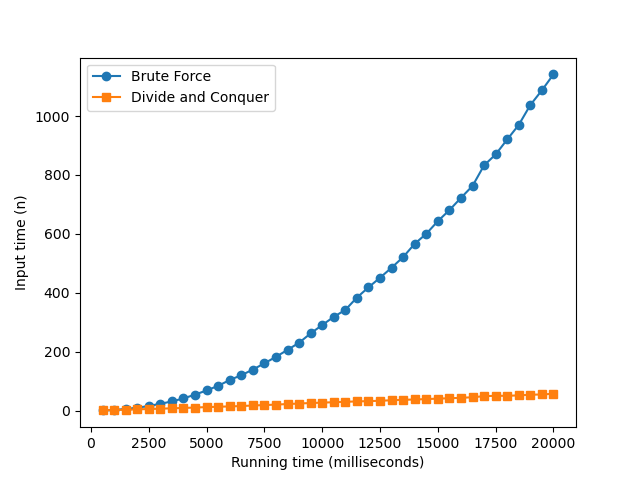 Brute Force
Divide and Conquer
1000
800
600
400
200
0
Input time (n)
0 2500 5000 7500 10000 12500 15000 17500 20000
Running time (milliseconds)